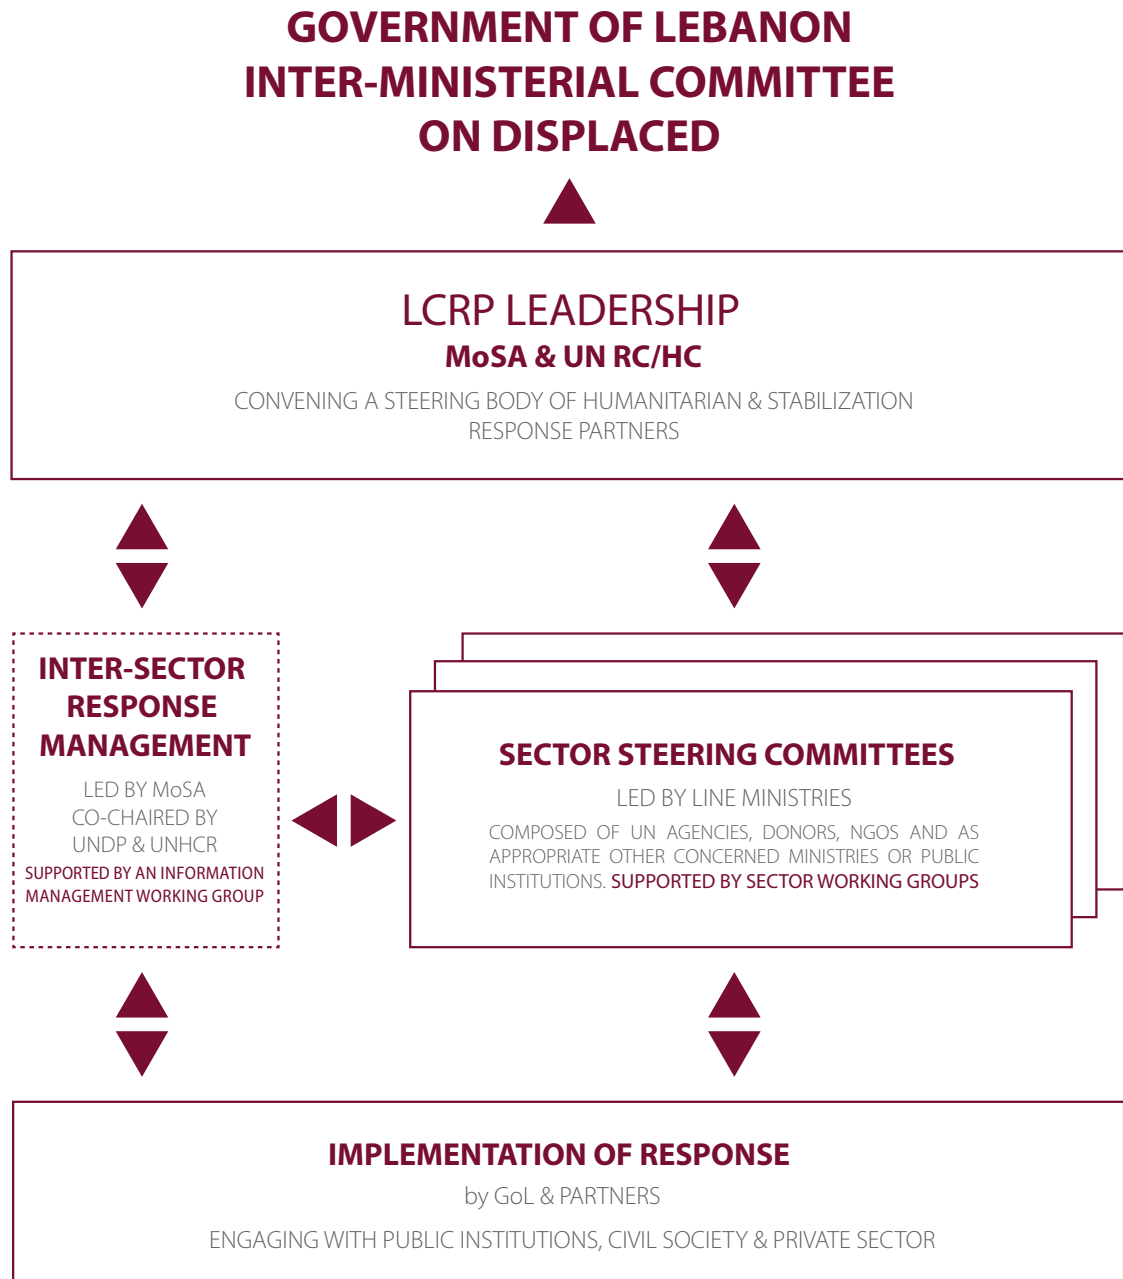 GOVERNMENT OF LEBANON
INTER-MINISTERIAL COMMITTEE
ON DISPLACED
LCRP LEADERSHIP
MoSA & UN RC/HC
CONVENING A STEERING BODY OF HUMANITARIAN & STABILIZATION
RESPONSE PARTNERS
INTER-SECTOR
RESPONSE
MANAGEMENT
LED BY MoSA
CO-CHAIRED BY
UNDP & UNHCR
SUPPORTED BY AN INFORMATION
MANAGEMENT WORKING GROUP
SECTOR STEERING COMMITTEES
LED BY LINE MINISTRIES
COMPOSED OF UN AGENCIES, DONORS, NGOS AND AS
APPROPRIATE OTHER CONCERNED MINISTRIES OR PUBLIC
INSTITUTIONS. SUPPORTED BY SECTOR WORKING GROUPS
IMPLEMENTATION OF RESPONSE
by GoL & PARTNERS
ENGAGING WITH PUBLIC INSTITUTIONS, CIVIL SOCIETY & PRIVATE SECTOR